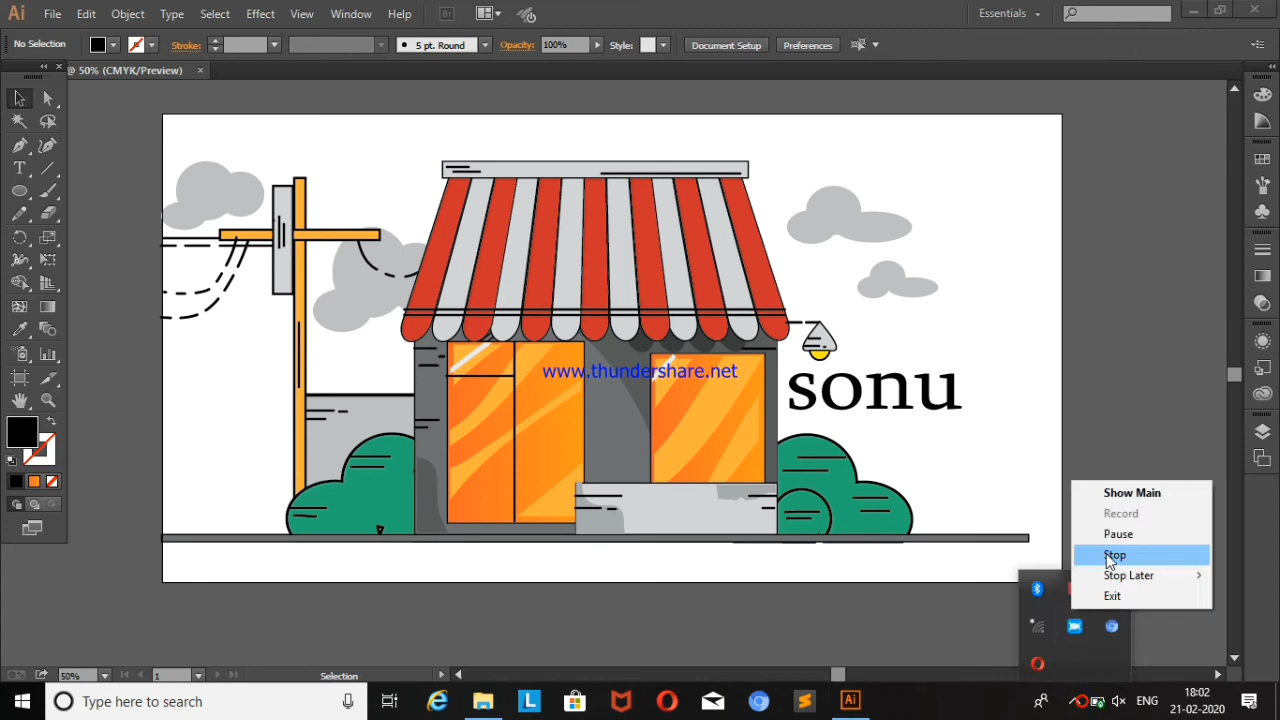 Ai File Edit Object Type Select Effect View Window Help Br Essentials
No Selection Stroke: 5 pt. Round Opacity: 100% Style: Document Setup Preferences
@ 50% (CMYK/Preview) ×
www.thundershare.net
sonu
Show Main
Record
Pause
Stop
Stop Later
Exit
50% 1 Selection
Type here to search
L
Ai
ENG
18:02
21-02-2020